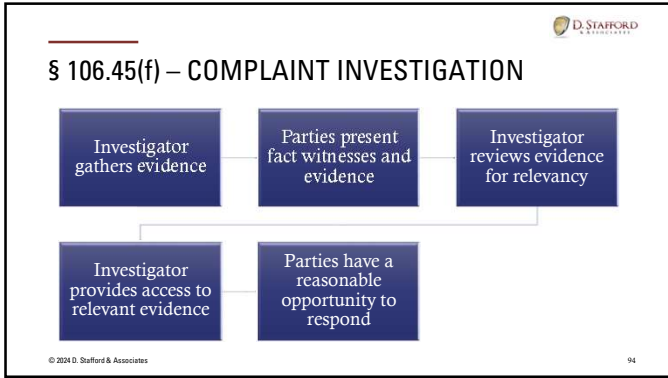 D. STAFFORD
& ASSOCIATES
§ 106.45(f) – COMPLAINT INVESTIGATION
Investigator
gathers evidence
Parties present
fact witnesses and
evidence
Investigator
reviews evidence
for relevancy
Investigator
provides access to
relevant evidence
Parties have a
reasonable
opportunity to
respond
© 2024 D. Stafford & Associates
94